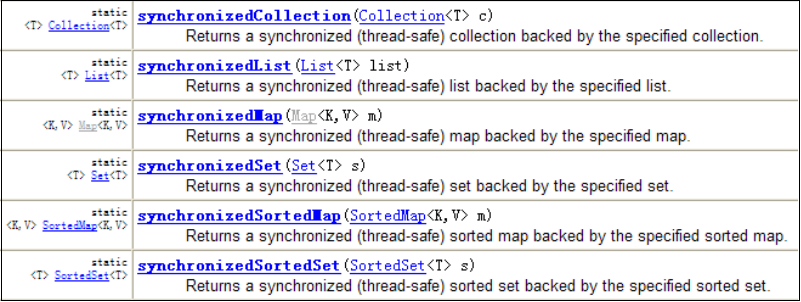 static
<T> Collection<T>
synchronizedCollection(Collection<T> c)
Returns a synchronized (thread-safe) collection backed by the specified collection.
static
<T> List<T>
synchronizedList(List<T> list)
Returns a synchronized (thread-safe) list backed by the specified list.
static
<K,V> Map<K,V>
synchronizedMap(Map<K,V> m)
Returns a synchronized (thread-safe) map backed by the specified map.
static
<T> Set<T>
synchronizedSet(Set<T> s)
Returns a synchronized (thread-safe) set backed by the specified set.
static
<K,V> SortedMap<K,V>
synchronizedSortedMap(SortedMap<K,V> m)
Returns a synchronized (thread-safe) sorted map backed by the specified sorted map.
static
<T> SortedSet<T>
synchronizedSortedSet(SortedSet<T> s)
Returns a synchronized (thread-safe) sorted set backed by the specified sorted set.